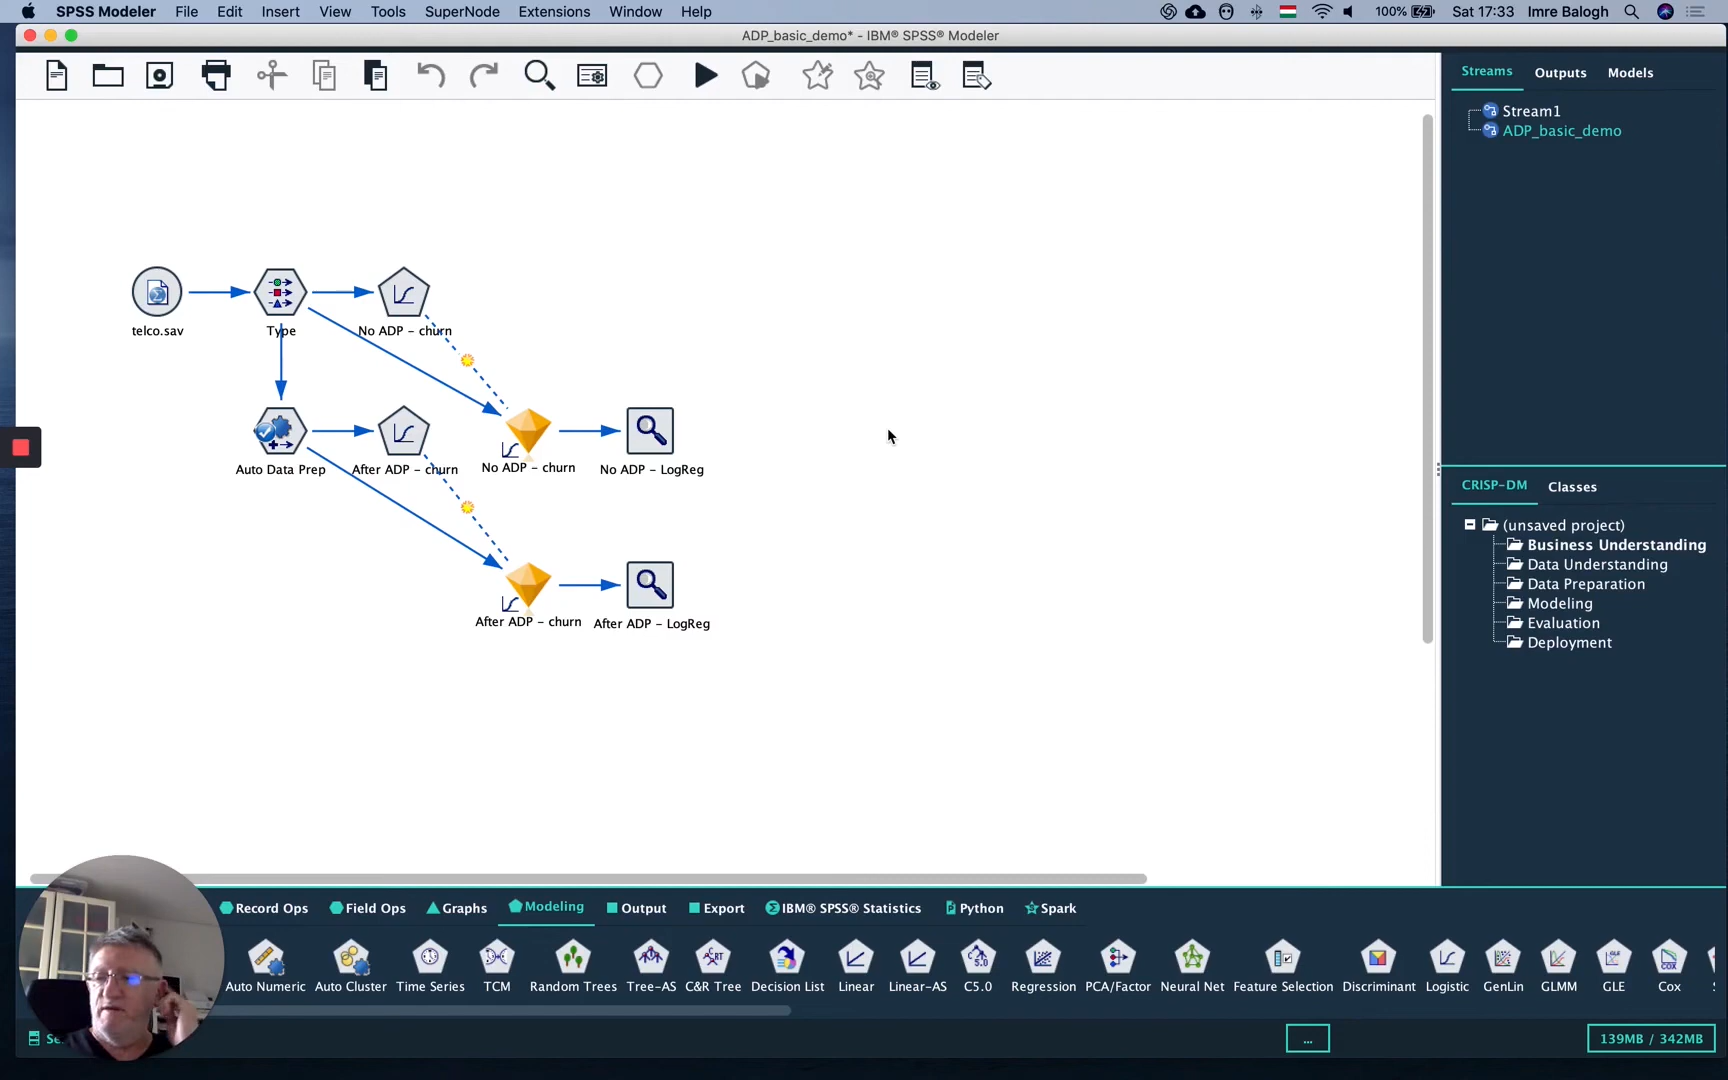 SPSS Modeler File Edit Insert View Tools SuperNode Extensions Window Help 100% Sat 17:33 Imre Balogh
ADP_basic_demo* - IBM® SPSS® Modeler
Streams Outputs Models
Stream1
ADP_basic_demo
telco.sav
Type
No ADP - churn
Auto Data Prep
After ADP - churn
No ADP - churn
No ADP - LogReg
After ADP - churn
After ADP - LogReg
CRISP-DM Classes
(unsaved project)
Business Understanding
Data Understanding
Data Preparation
Modeling
Evaluation
Deployment
Record Ops Field Ops Graphs Modeling Output Export IBM® SPSS® Statistics Python Spark
Auto Numeric Auto Cluster Time Series TCM Random Trees Tree-AS C&R Tree Decision List Linear Linear-AS C5.0 Regression PCA/Factor Neural Net Feature Selection Discriminant Logistic GenLin GLMM GLE Cox
... 139MB / 342MB